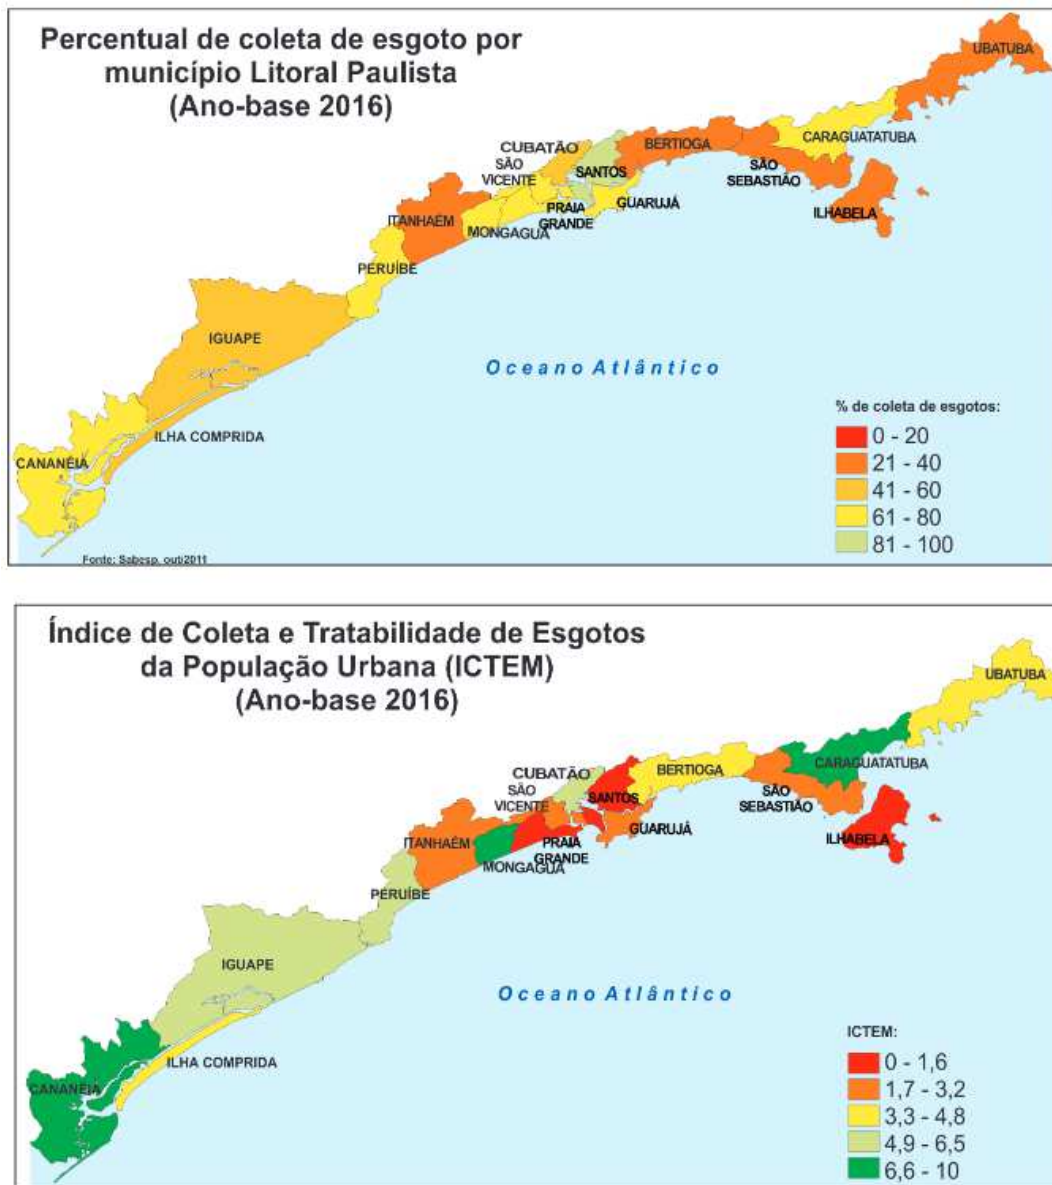 Percentual de coleta de esgoto por
município Litoral Paulista
(Ano-base 2016)
UBATUBA
CARAGUATATUBA
CUBATÃO
SÃO
VICENTE
SANTOS
BERTIOGA
SÃO
SEBASTIÃO
ILHABELA
PRAIA
GRANDE
GUARUJÁ
ITANHAÉM
MONGAGUÁ
PERUÍBE
IGUAPE
ILHA COMPRIDA
CANANÉIA
Oceano Atlântico
% de coleta de esgotos:
0 - 20
21 - 40
41 - 60
61 - 80
81 - 100
Fonte: Sabesp, out/2011
Índice de Coleta e Tratabilidade de Esgotos
da População Urbana (ICTEM)
(Ano-base 2016)
UBATUBA
CARAGUATATUBA
CUBATÃO
SÃO
VICENTE
SANTOS
BERTIOGA
SÃO
SEBASTIÃO
ILHABELA
PRAIA
GRANDE
GUARUJÁ
ITANHAÉM
MONGAGUÁ
PERUÍBE
IGUAPE
ILHA COMPRIDA
CANANÉIA
Oceano Atlântico
ICTEM:
0 - 1,6
1,7 - 3,2
3,3 - 4,8
4,9 - 6,5
6,6 - 10